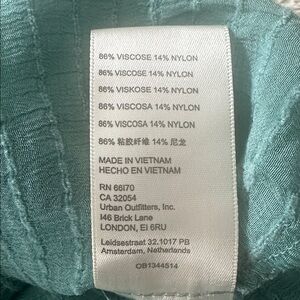 86% VISCOSE 14% NYLON
86% VISCOSE 14% NYLON
86% VISKOSE 14% NYLON
86% VISCOSA 14% NYLON
86% VISCOSA 14% NYLON
86% 粘胶纤维 14% 尼龙
MADE IN VIETNAM
HECHO EN VIETNAM
RN 66170
CA 32054
Urban Outfitters, Inc.
146 Brick Lane
LONDON, E1 6RU
Leidsestraat 32.1017 PB
Amsterdam, Netherlands
OB1344514